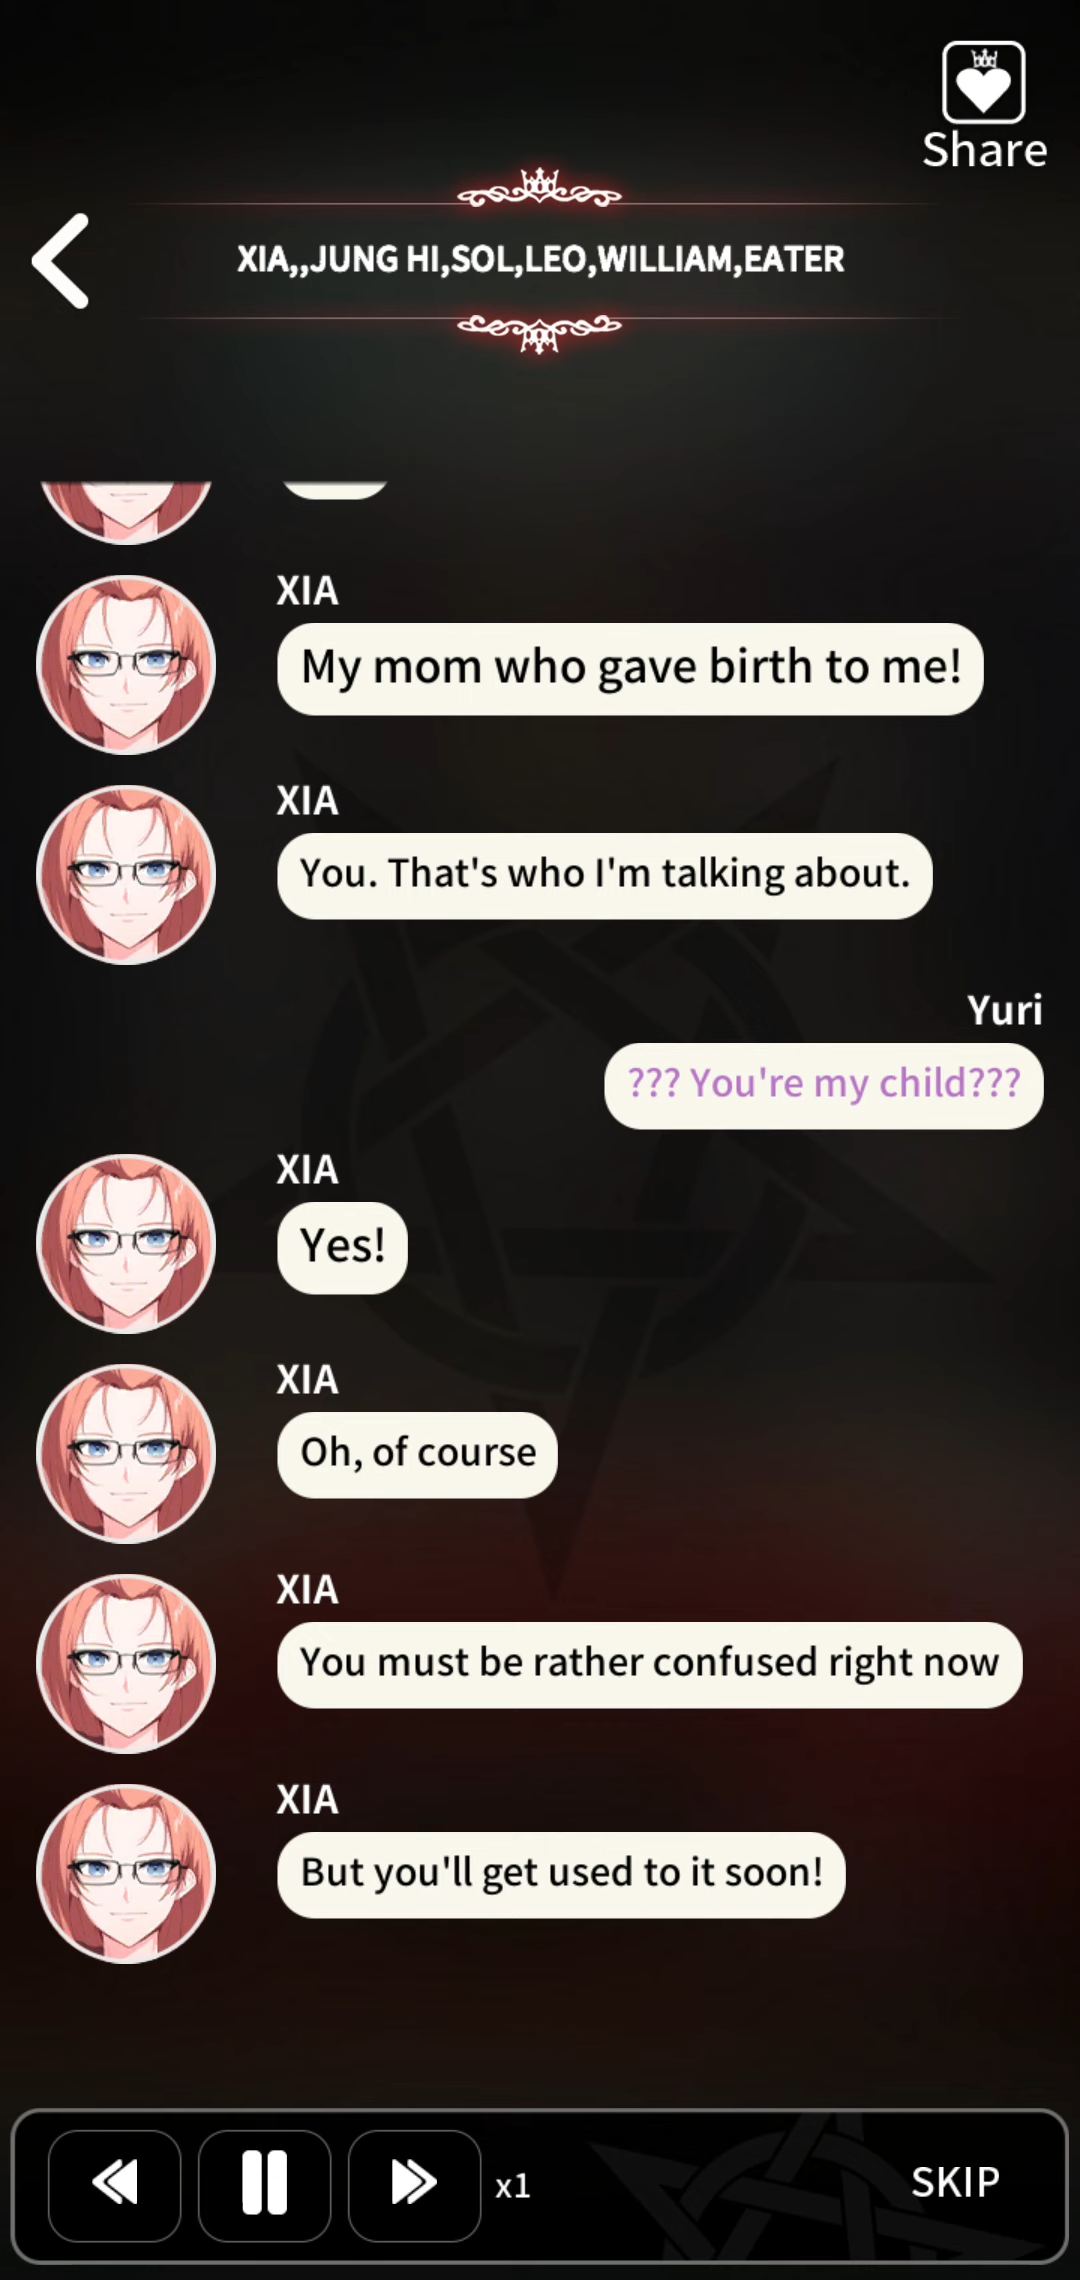 Share
XIA,,JUNG HI,SOL,LEO,WILLIAM,EATER
XIA
My mom who gave birth to me!
XIA
You. That's who I'm talking about.
Yuri
??? You're my child???
XIA
Yes!
XIA
Oh, of course
XIA
You must be rather confused right now
XIA
But you'll get used to it soon!
x1
SKIP